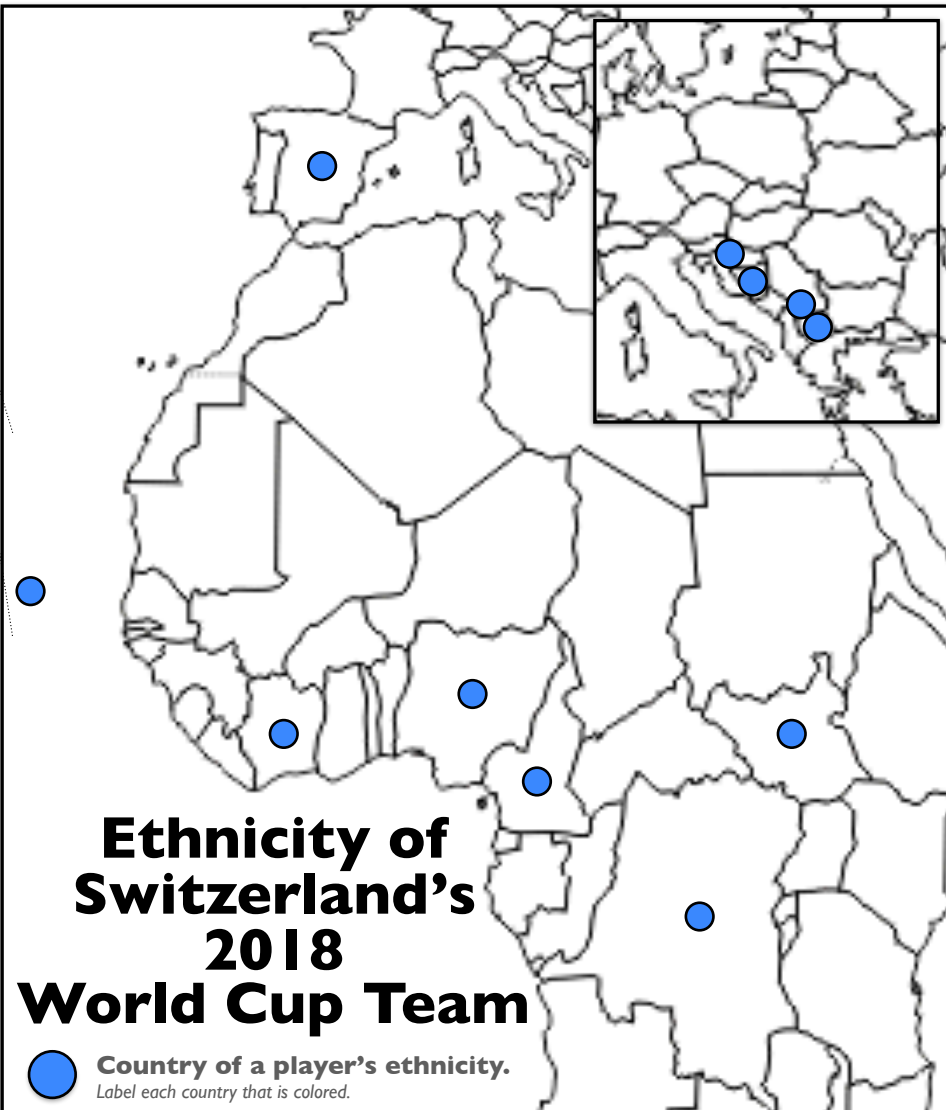 Ethnicity of
Switzerland’s
2018
World Cup Team
Country of a player’s ethnicity.
Label each country that is colored.